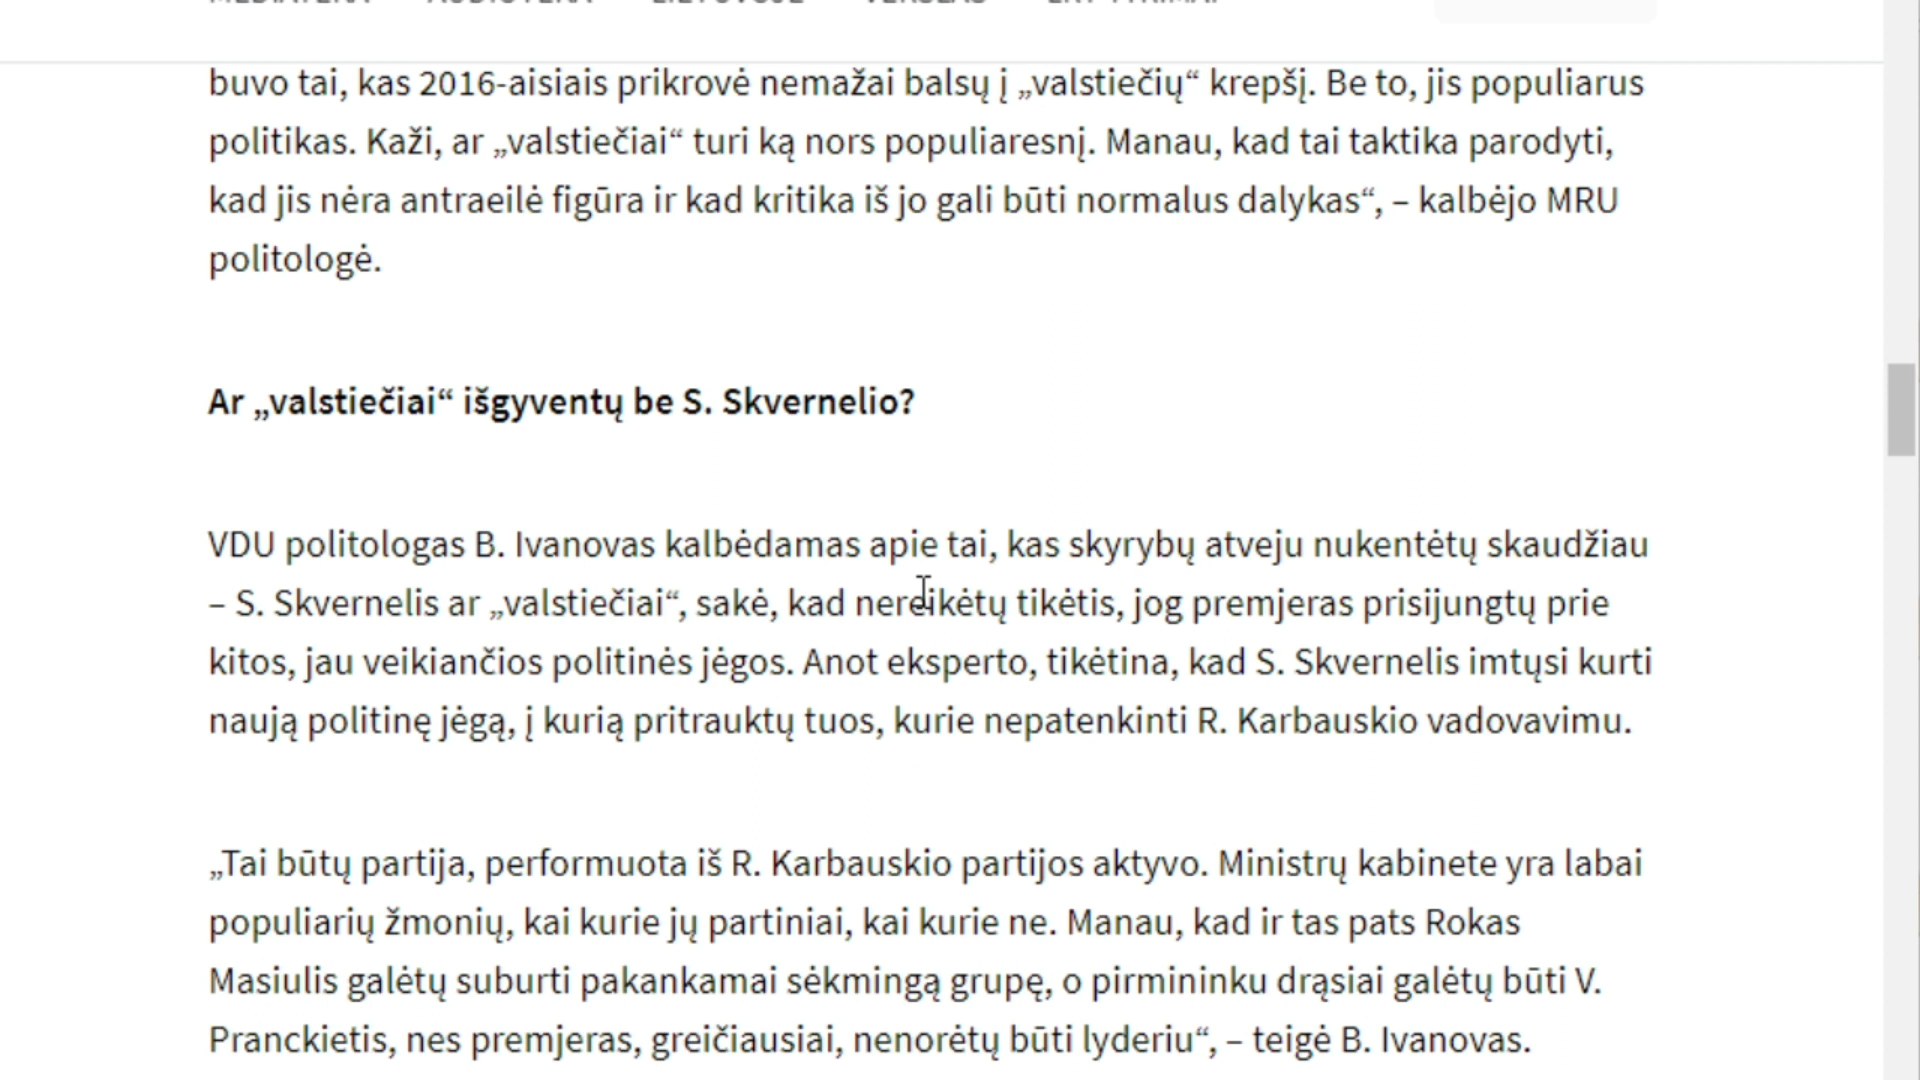 buvo tai, kas 2016-aisiais prikrovė nemažai balsų į „valstiečių“ krepšį. Be to, jis populiarus
politikas. Kaži, ar „valstiečiai“ turi ką nors populiaresnį. Manau, kad tai taktika parodyti,
kad jis nėra antraeilė figūra ir kad kritika iš jo gali būti normalus dalykas“, – kalbėjo MRU
politologė.
Ar „valstiečiai“ išgyventų be S. Skvernelio?
VDU politologas B. Ivanovas kalbėdamas apie tai, kas skyrybų atveju nukentėtų skaudžiau
– S. Skvernelis ar „valstiečiai“, sakė, kad nereikėtų tikėtis, jog premjeras prisijungtų prie
kitos, jau veikiančios politinės jėgos. Anot eksperto, tikėtina, kad S. Skvernelis imtųsi kurti
naują politinę jėgą, į kurią pritrauktų tuos, kurie nepatenkinti R. Karbauskio vadovavimu.
„Tai būtų partija, performuota iš R. Karbauskio partijos aktyvo. Ministrų kabinete yra labai
populiarių žmonių, kai kurie jų partiniai, kai kurie ne. Manau, kad ir tas pats Rokas
Masiulis galėtų suburti pakankamai sėkmingą grupę, o pirmininku drąsiai galėtų būti V.
Pranckietis, nes premjeras, greičiausiai, nenorėtų būti lyderiu“, – teigė B. Ivanovas.